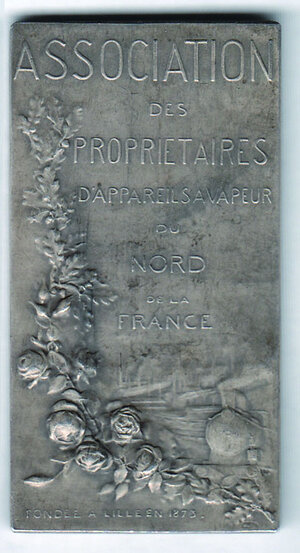 ASSOCIATION
DES
PROPRIETAIRES
D'APPAREILS A VAPEUR
DU
NORD
DE LA
FRANCE
FONDÉE A LILLE EN 1873.